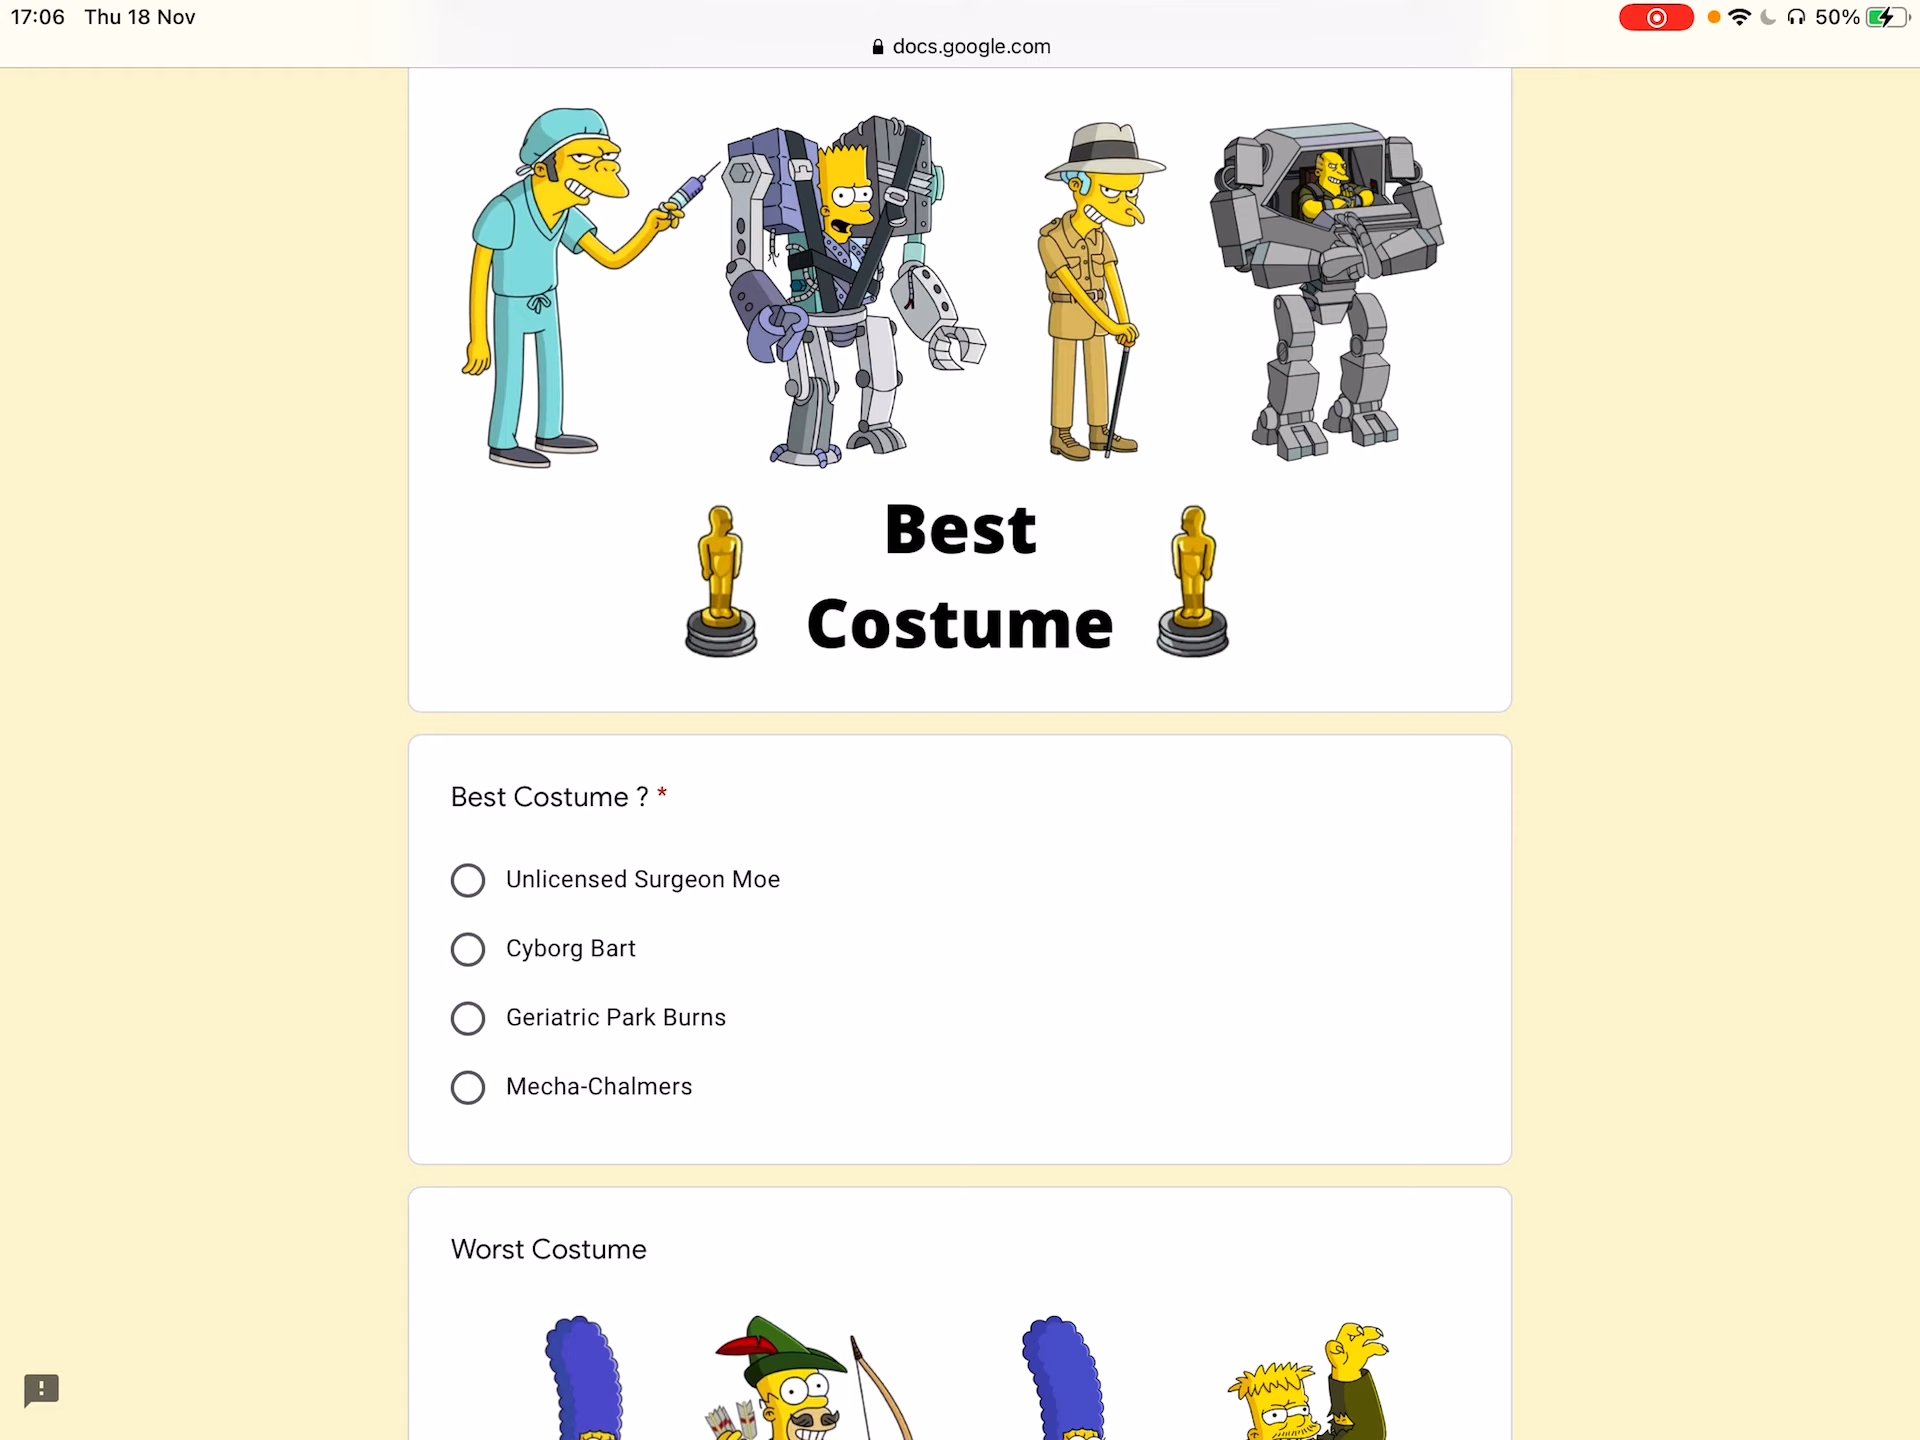 17:06 Thu 18 Nov
50%
docs.google.com
Best
Costume
Best Costume ? *
Unlicensed Surgeon Moe
Cyborg Bart
Geriatric Park Burns
Mecha-Chalmers
Worst Costume